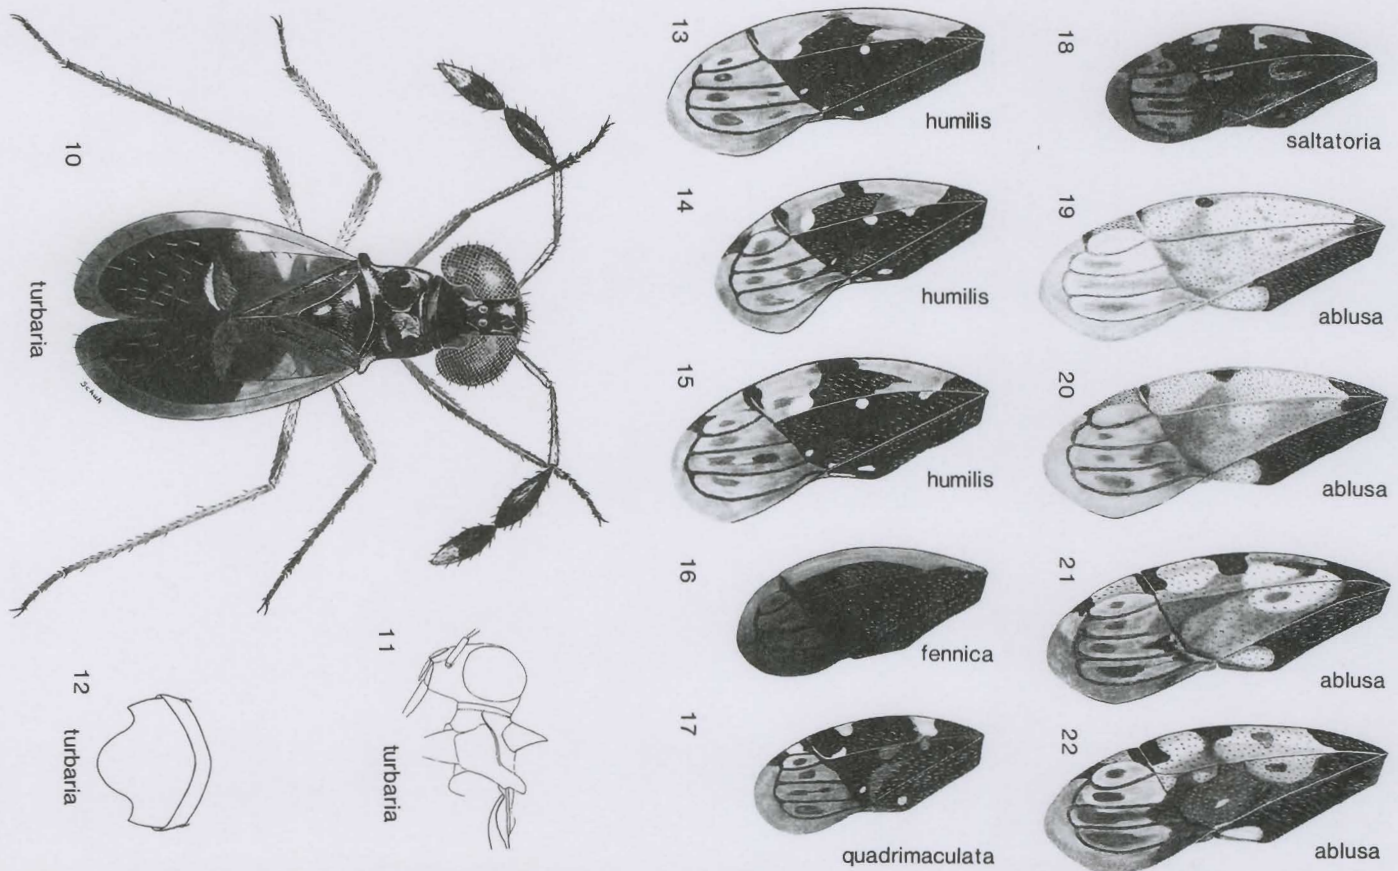 10
turbaria
Schuh
11
turbaria
12
turbaria
13
humilis
14
humilis
15
humilis
16
fennica
17
quadrimaculata
18
saltatoria
19
ablusa
20
ablusa
21
ablusa
22
ablusa